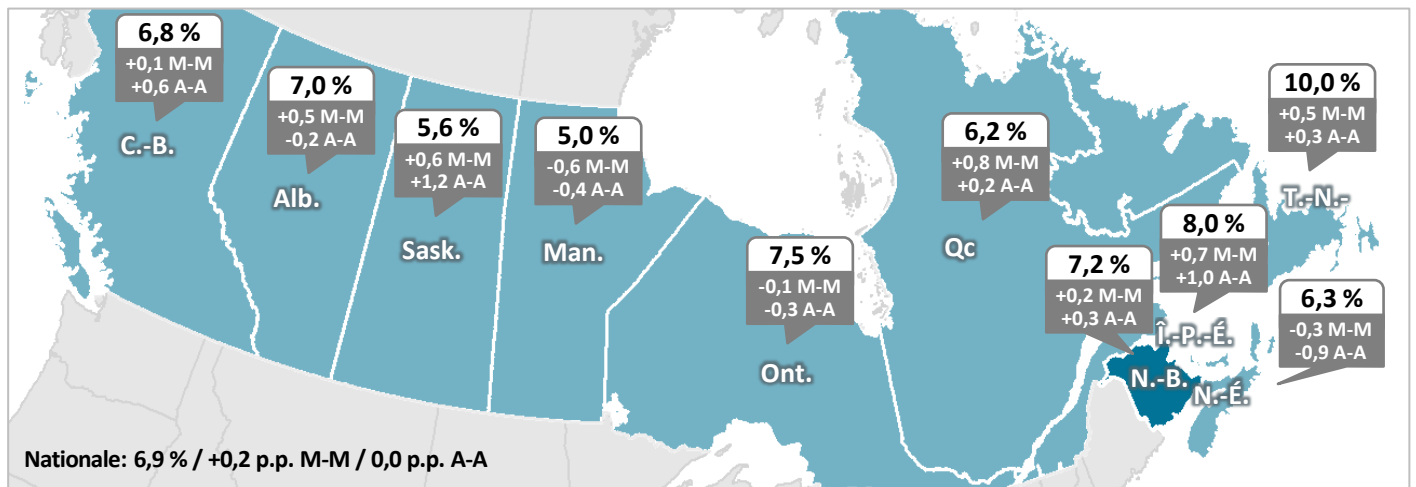 6,8 %
+0,1 M-M
+0,6 A-A
C.-B.
7,0 %
+0,5 M-M
-0,2 A-A
Alb.
5,6 %
+0,6 M-M
+1,2 A-A
Sask.
5,0 %
-0,6 M-M
-0,4 A-A
Man.
7,5 %
-0,1 M-M
-0,3 A-A
Ont.
6,2 %
+0,8 M-M
+0,2 A-A
Qc
7,2 %
+0,2 M-M
+0,3 A-A
N.-B.
8,0 %
+0,7 M-M
+1,0 A-A
Î.-P.-É.
10,0 %
+0,5 M-M
+0,3 A-A
T.-N.-
6,3 %
-0,3 M-M
-0,9 A-A
N.-É.
Nationale: 6,9 % / +0,2 p.p. M-M / 0,0 p.p. A-A